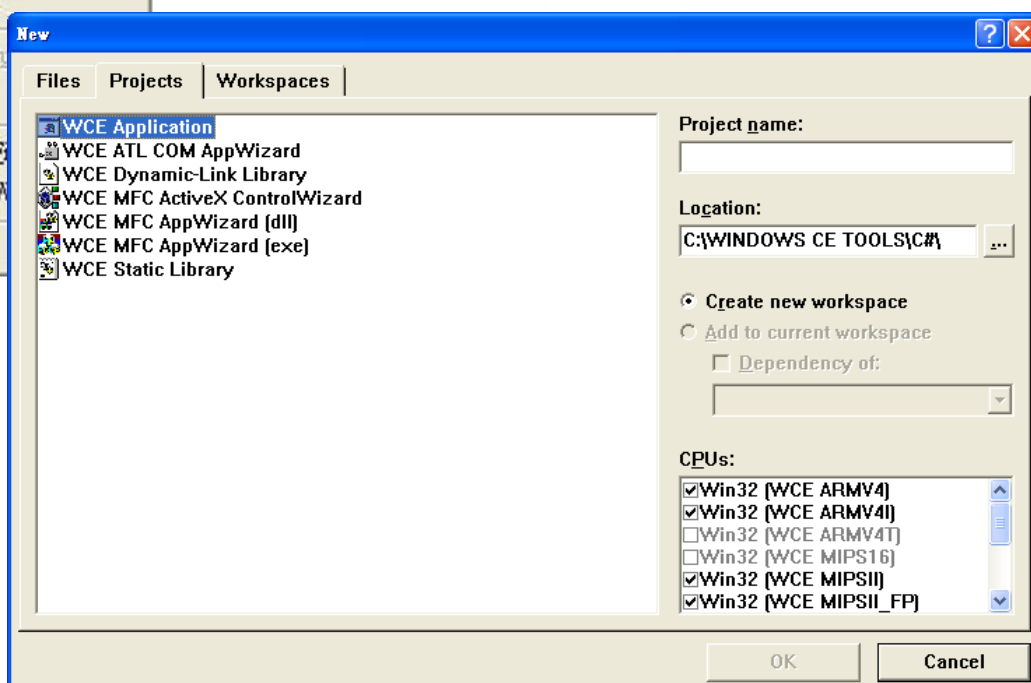 New
Files Projects Workspaces
WCE Application
WCE ATL COM AppWizard
WCE Dynamic-Link Library
WCE MFC ActiveX ControlWizard
WCE MFC AppWizard (dll)
WCE MFC AppWizard (exe)
WCE Static Library
Project name:
Location:
C:\WINDOWS CE TOOLS\C#\
...
Create new workspace
Add to current workspace
Dependency of:
CPUs:
Win32 (WCE ARMV4)
Win32 (WCE ARMV4I)
Win32 (WCE ARMV4T)
Win32 (WCE MIPS16)
Win32 (WCE MIPSII)
Win32 (WCE MIPSII_FP)
OK Cancel